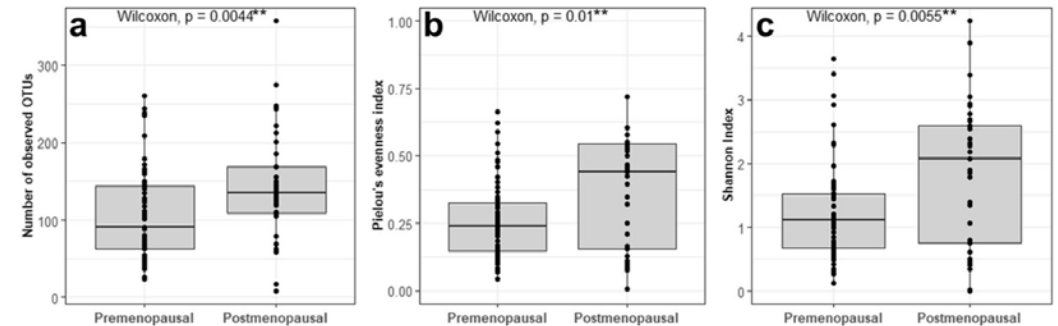 a
Wilcoxon, p = 0.0044**
Number of observed OTUs
300
200
100
0
Premenopausal Postmenopausal
b
Wilcoxon, p = 0.01**
Pielou's evenness index
1.00
0.75
0.50
0.25
0.00
Premenopausal Postmenopausal
c
Wilcoxon, p = 0.0055**
Shannon Index
4
3
2
1
0
Premenopausal Postmenopausal